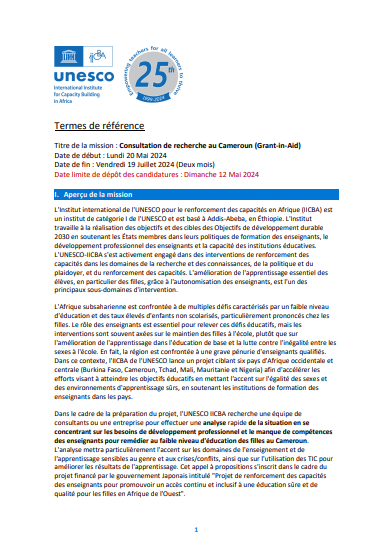 unesco
IICBA
International Institute
for Capacity Building
in Africa
Empowering teachers for all learners to thrive
25th
1999-2024
Termes de référence
Titre de la mission : Consultation de recherche au Cameroun (Grant-in-Aid)
Date de début : Lundi 20 Mai 2024
Date de fin : Vendredi 19 Juillet 2024 (Deux mois)
Date limite de dépôt des candidatures : Dimanche 12 Mai 2024
I. Aperçu de la mission
L'Institut international de l'UNESCO pour le renforcement des capacités en Afrique (IICBA) est
un institut de catégorie I de l'UNESCO et est basé à Addis-Abeba, en Éthiopie. L'Institut
travaille à la réalisation des objectifs et des cibles des Objectifs de développement durable
2030 en soutenant les États membres dans leurs politiques de formation des enseignants, le
développement professionnel des enseignants et la capacité des institutions éducatives.
L'UNESCO-IICBA s'est activement engagé dans des interventions de renforcement des
capacités dans les domaines de la recherche et des connaissances, de la politique et du
plaidoyer, et du renforcement des capacités. L'amélioration de l'apprentissage essentiel des
élèves, en particulier des filles, grâce à l'autonomisation des enseignants, est l'un des
principaux sous-domaines d'intervention.
L'Afrique subsaharienne est confrontée à de multiples défis caractérisés par un faible niveau
d'éducation et des taux élevés d'enfants non scolarisés, particulièrement prononcés chez les
filles. Le rôle des enseignants est essentiel pour relever ces défis éducatifs, mais les
interventions sont souvent axées sur le maintien des filles à l'école, plutôt que sur
l'amélioration de l'apprentissage dans l'éducation de base et la lutte contre l'inégalité entre les
sexes à l'école. En fait, la région est confrontée à une grave pénurie d'enseignants qualifiés.
Dans ce contexte, l'IICBA de l'UNESCO lance un projet ciblant six pays d'Afrique occidentale et
centrale (Burkina Faso, Cameroun, Tchad, Mali, Mauritanie et Nigeria) afin d'accélérer les
efforts visant à atteindre les objectifs éducatifs en mettant l'accent sur l'égalité des sexes et
des environnements d'apprentissage sûrs, en soutenant les institutions de formation des
enseignants dans les pays.
Dans le cadre de la préparation du projet, l'UNESCO IICBA recherche une équipe de
consultants ou une entreprise pour effectuer une analyse rapide de la situation en se
concentrant sur les besoins de développement professionnel et le manque de compétences
des enseignants pour remédier au faible niveau d'éducation des filles au Cameroun.
L'analyse mettra particulièrement l'accent sur les domaines de l'enseignement et de
l'apprentissage sensibles au genre et aux crises/conflits, ainsi que sur l'utilisation des TIC pour
améliorer les résultats de l'apprentissage. Cet appel à propositions s'inscrit dans le cadre du
projet financé par le gouvernement Japonais intitulé "Projet de renforcement des capacités
des enseignants pour promouvoir un accès continu et inclusif à une éducation sûre et de
qualité pour les filles en Afrique de l'Ouest".
1